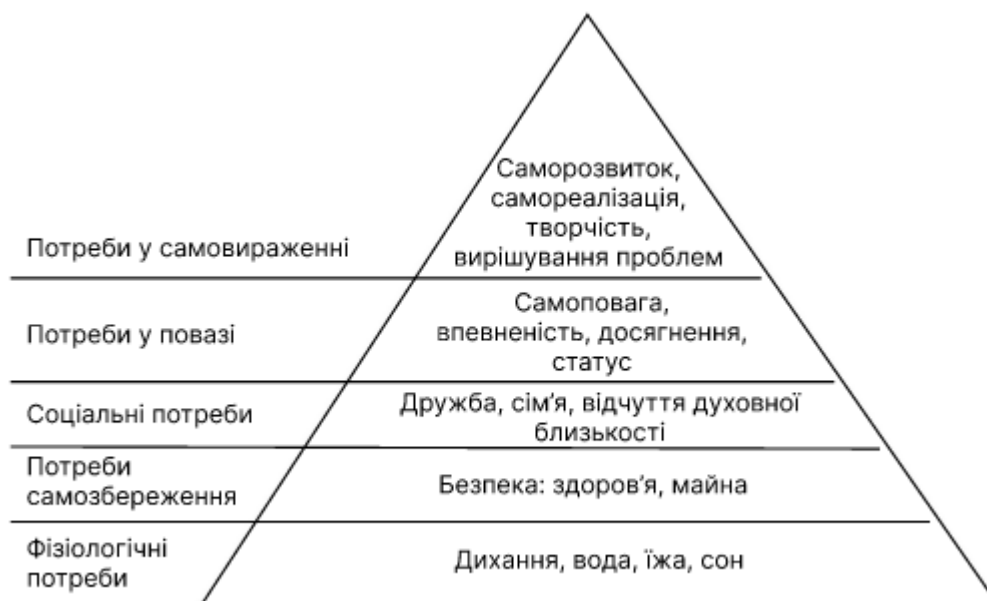 Саморозвиток,
самореалізація,
творчість,
вирішування проблем
Потреби у самовираженні
Самоповага,
впевненість, досягнення,
статус
Потреби у повазі
Дружба, сім’я, відчуття духовної
близькості
Соціальні потреби
Потреби
самозбереження
Безпека: здоров’я, майна
Фізіологічні
потреби
Дихання, вода, їжа, сон